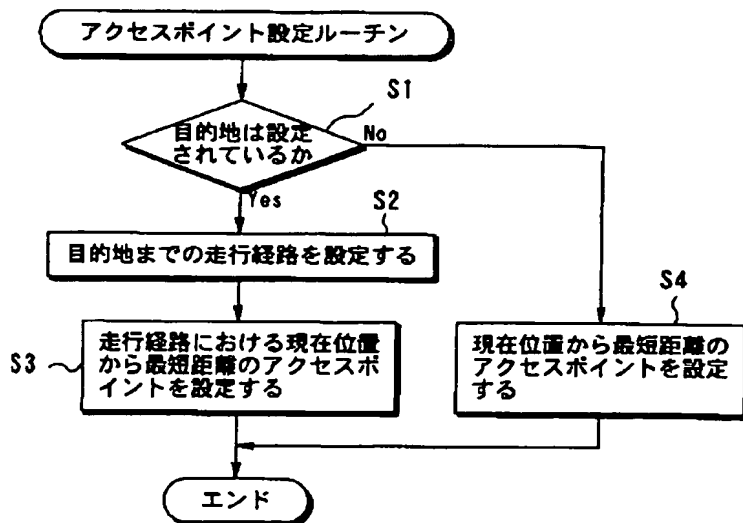 アクセスポイント設定ルーチン
S1
目的地は設定
されているか
No
Yes
S2
目的地までの走行経路を設定する
S4
S3
走行経路における現在位置
から最短距離のアクセスポ
イントを設定する
現在位置から最短距離の
アクセスポイントを設定
する
エンド